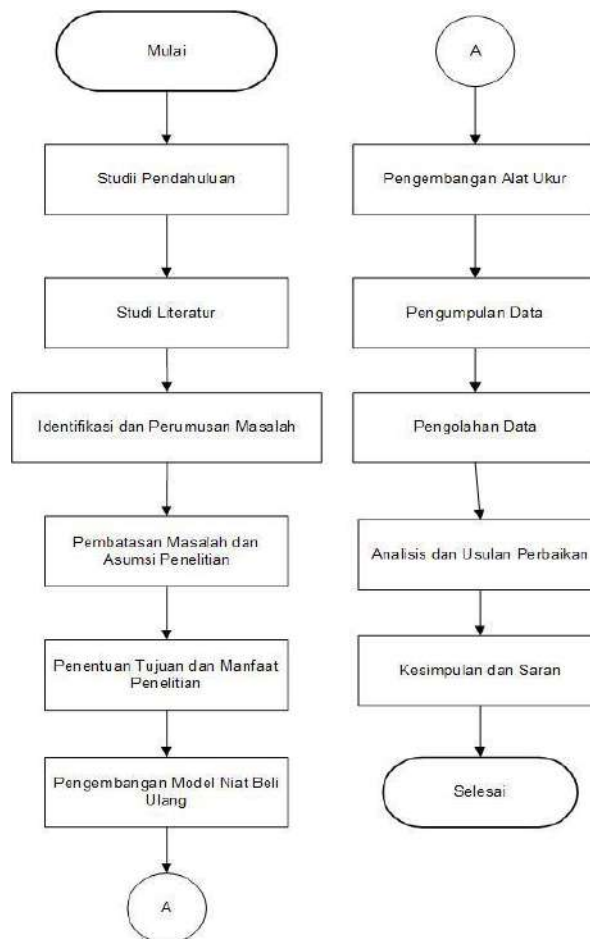 Mulai
Studii Pendahuluan
Studi Literatur
Identifikasi dan Perumusan Masalah
Pembatasan Masalah dan
Asumsi Penelitian
Penentuan Tujuan dan Manfaat
Penelitian
Pengembangan Model Niat Beli
Ulang
A
A
Pengembangan Alat Ukur
Pengumpulan Data
Pengolahan Data
Analisis dan Usulan Perbaikan
Kesimpulan dan Saran
Selesai